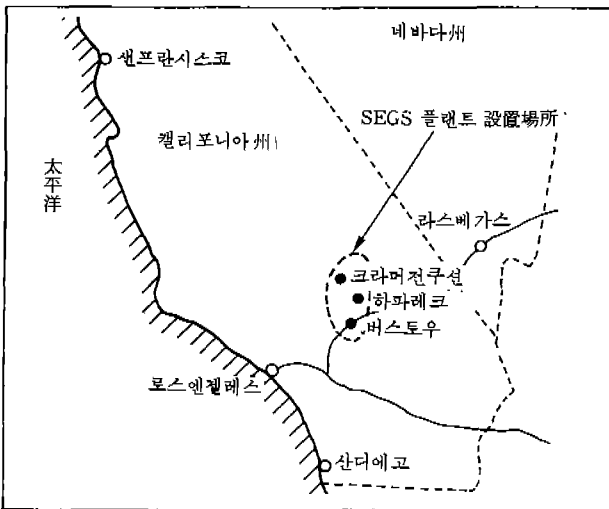 네바다州
샌프란시스코
SEGS 플랜트 設置場所
캘리포니아州
太平洋
라스베가스
크라머전쿠션
하파레크
버스토우
로스엔젤레스
산디에고